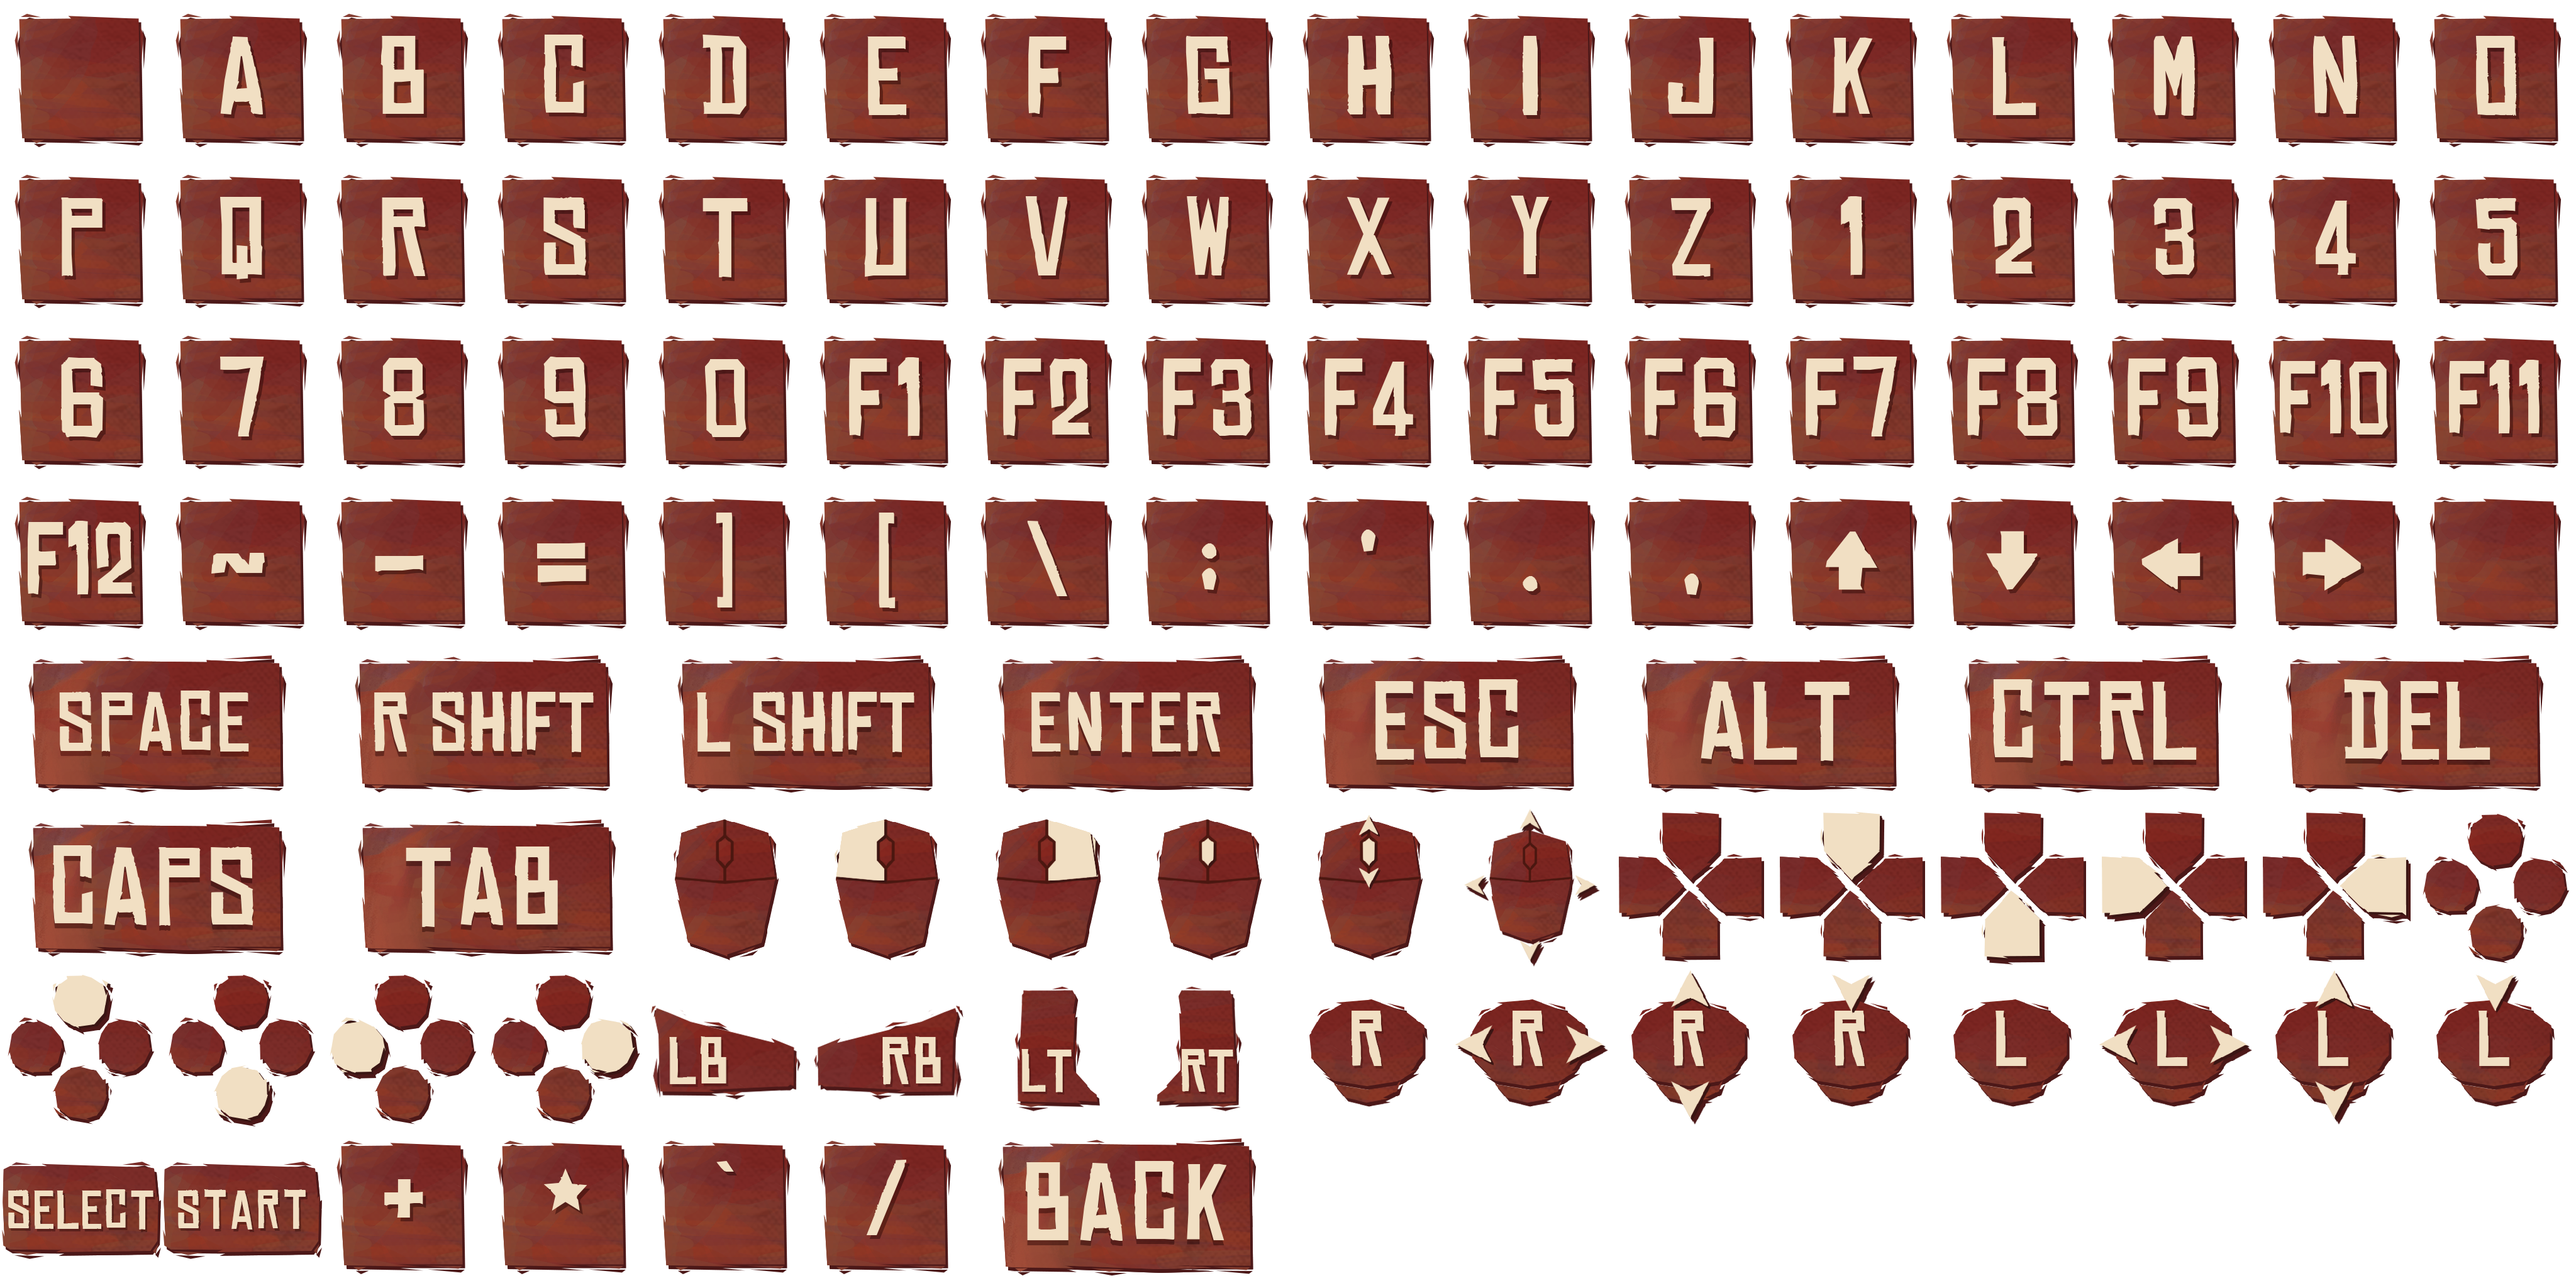 A B C D E F G H I J K L M N O
P Q R S T U V W X Y Z 1 2 3 4 5
6 7 8 9 0 F1 F2 F3 F4 F5 F6 F7 F8 F9 F10 F11
F12 ~ - = ] [ \ : ' . ,
SPACE R SHIFT L SHIFT ENTER ESC ALT CTRL DEL
CAPS TAB
LB RB LT RT R R R R L L L L
SELECT START + ★ ` / BACK